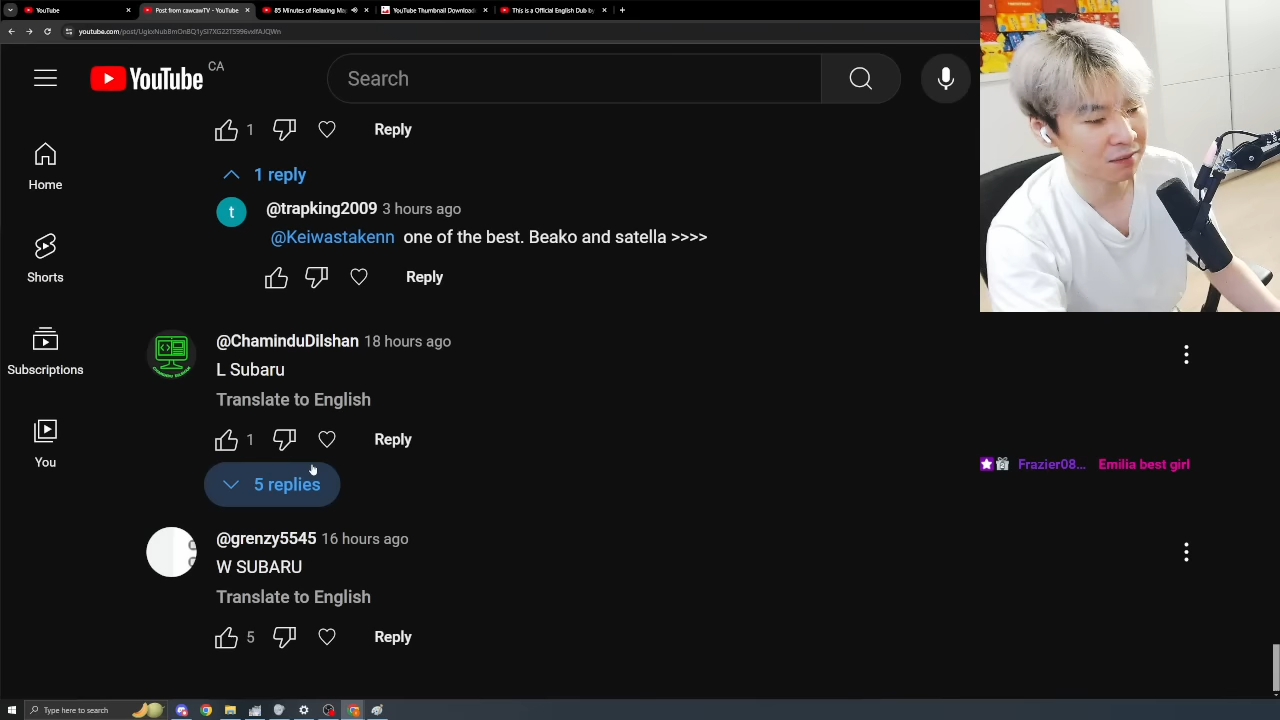 YouTube
Post from cawcawTV - YouTube
85 Minutes of Relaxing
YouTube Thumbnail Download
This is a Official English Dub by
youtube.com/post/
YouTube CA
Search
Home
Shorts
Subscriptions
You
1 Reply
1 reply
@trapking2009 3 hours ago
@Keiwastakenn one of the best. Beako and satella >>>>
Reply
@ChaminduDilshan 18 hours ago
L Subaru
Translate to English
1 Reply
5 replies
Frazier08... Emilia best girl
@grenzy5545 16 hours ago
W SUBARU
Translate to English
5 Reply
Type here to search